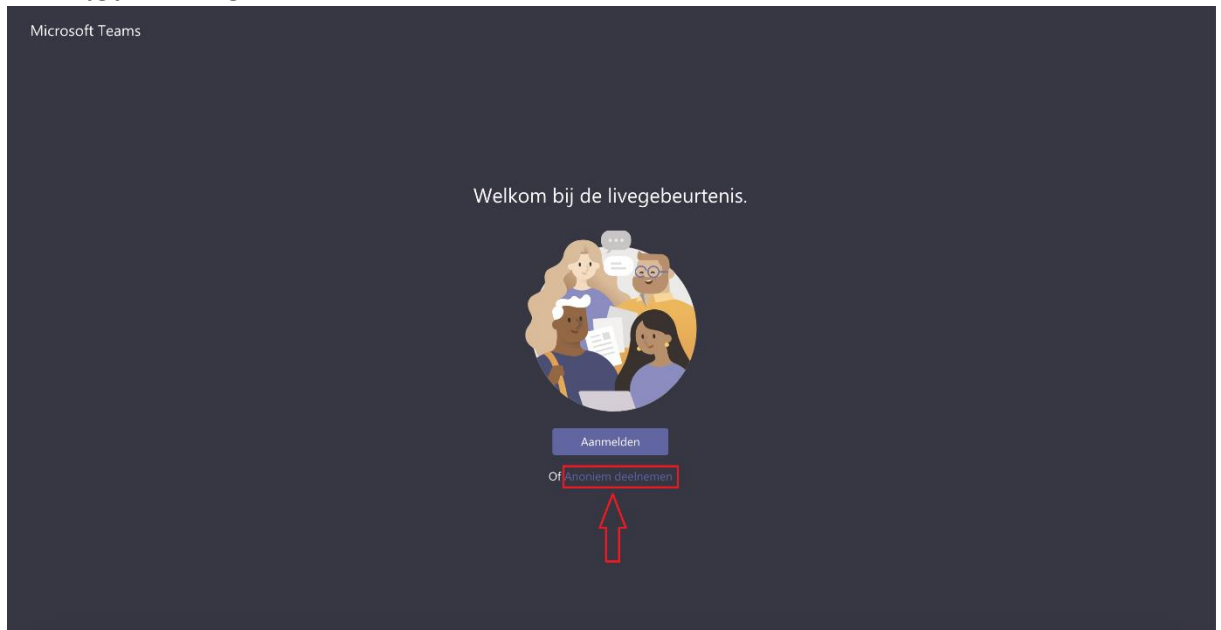 Microsoft Teams
Welkom bij de livegebeurtenis.
Aanmelden
Of Anoniem deelnemen